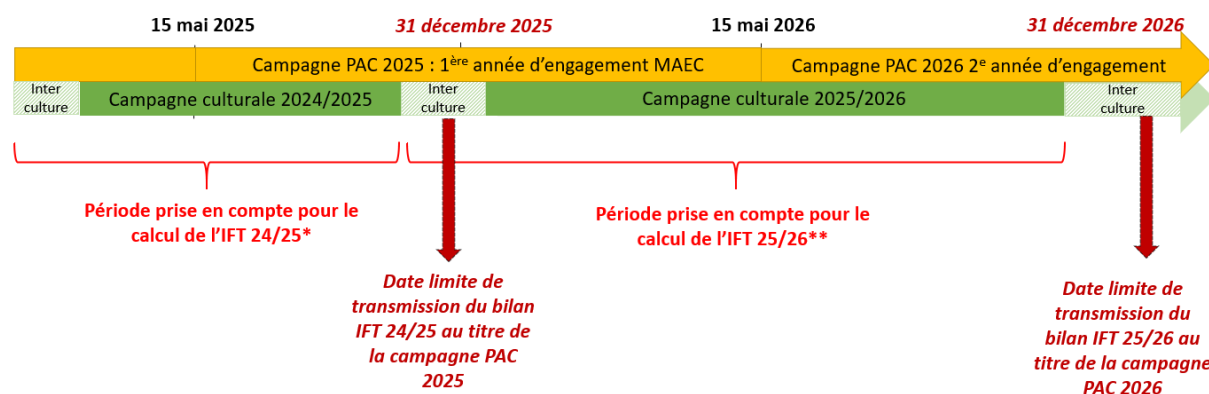 15 mai 2025
31 décembre 2025
15 mai 2026
31 décembre 2026
Campagne PAC 2025 : 1ère année d'engagement MAEC
Campagne PAC 2026 2e année d'engagement
Inter
culture
Campagne culturale 2024/2025
Inter
culture
Campagne culturale 2025/2026
Inter
culture
Période prise en compte pour le
calcul de l'IFT 24/25*
Période prise en compte pour le
calcul de l'IFT 25/26**
Date limite de
transmission du bilan
IFT 24/25 au titre de
la campagne PAC
2025
Date limite de
transmission du
bilan IFT 25/26 au
titre de la campagne
PAC 2026